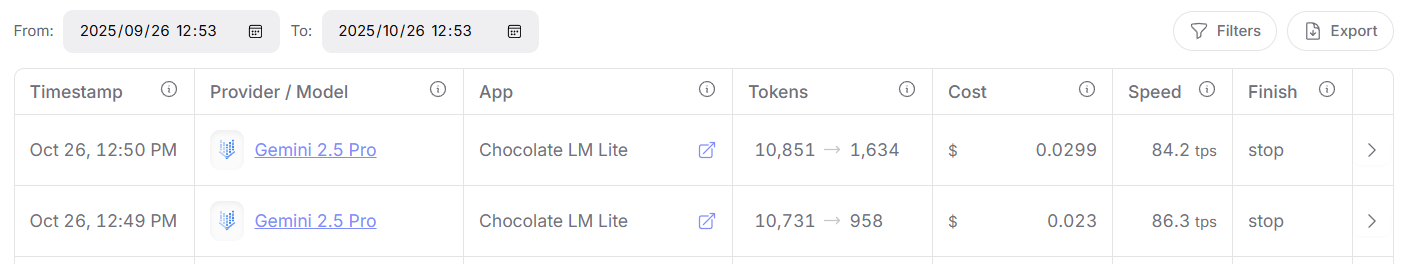 From: 2025/09/26 12:53 To: 2025/10/26 12:53 Filters Export
Timestamp Provider / Model App Tokens Cost Speed Finish
Oct 26, 12:50 PM Gemini 2.5 Pro Chocolate LM Lite 10,851 → 1,634 $ 0.0299 84.2 tps stop
Oct 26, 12:49 PM Gemini 2.5 Pro Chocolate LM Lite 10,731 → 958 $ 0.023 86.3 tps stop